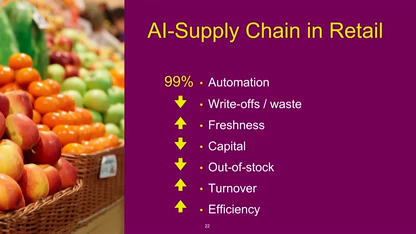 AI-Supply Chain in Retail
99% • Automation
• Write-offs / waste
• Freshness
• Capital
• Out-of-stock
• Turnover
• Efficiency
22